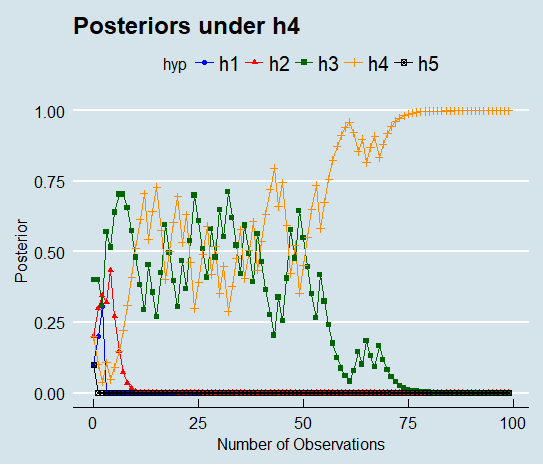 Posteriors under h4
hyp h1 h2 h3 h4 h5
1.00
0.75
0.50
0.25
0.00
Posterior
0 25 50 75 100
Number of Observations